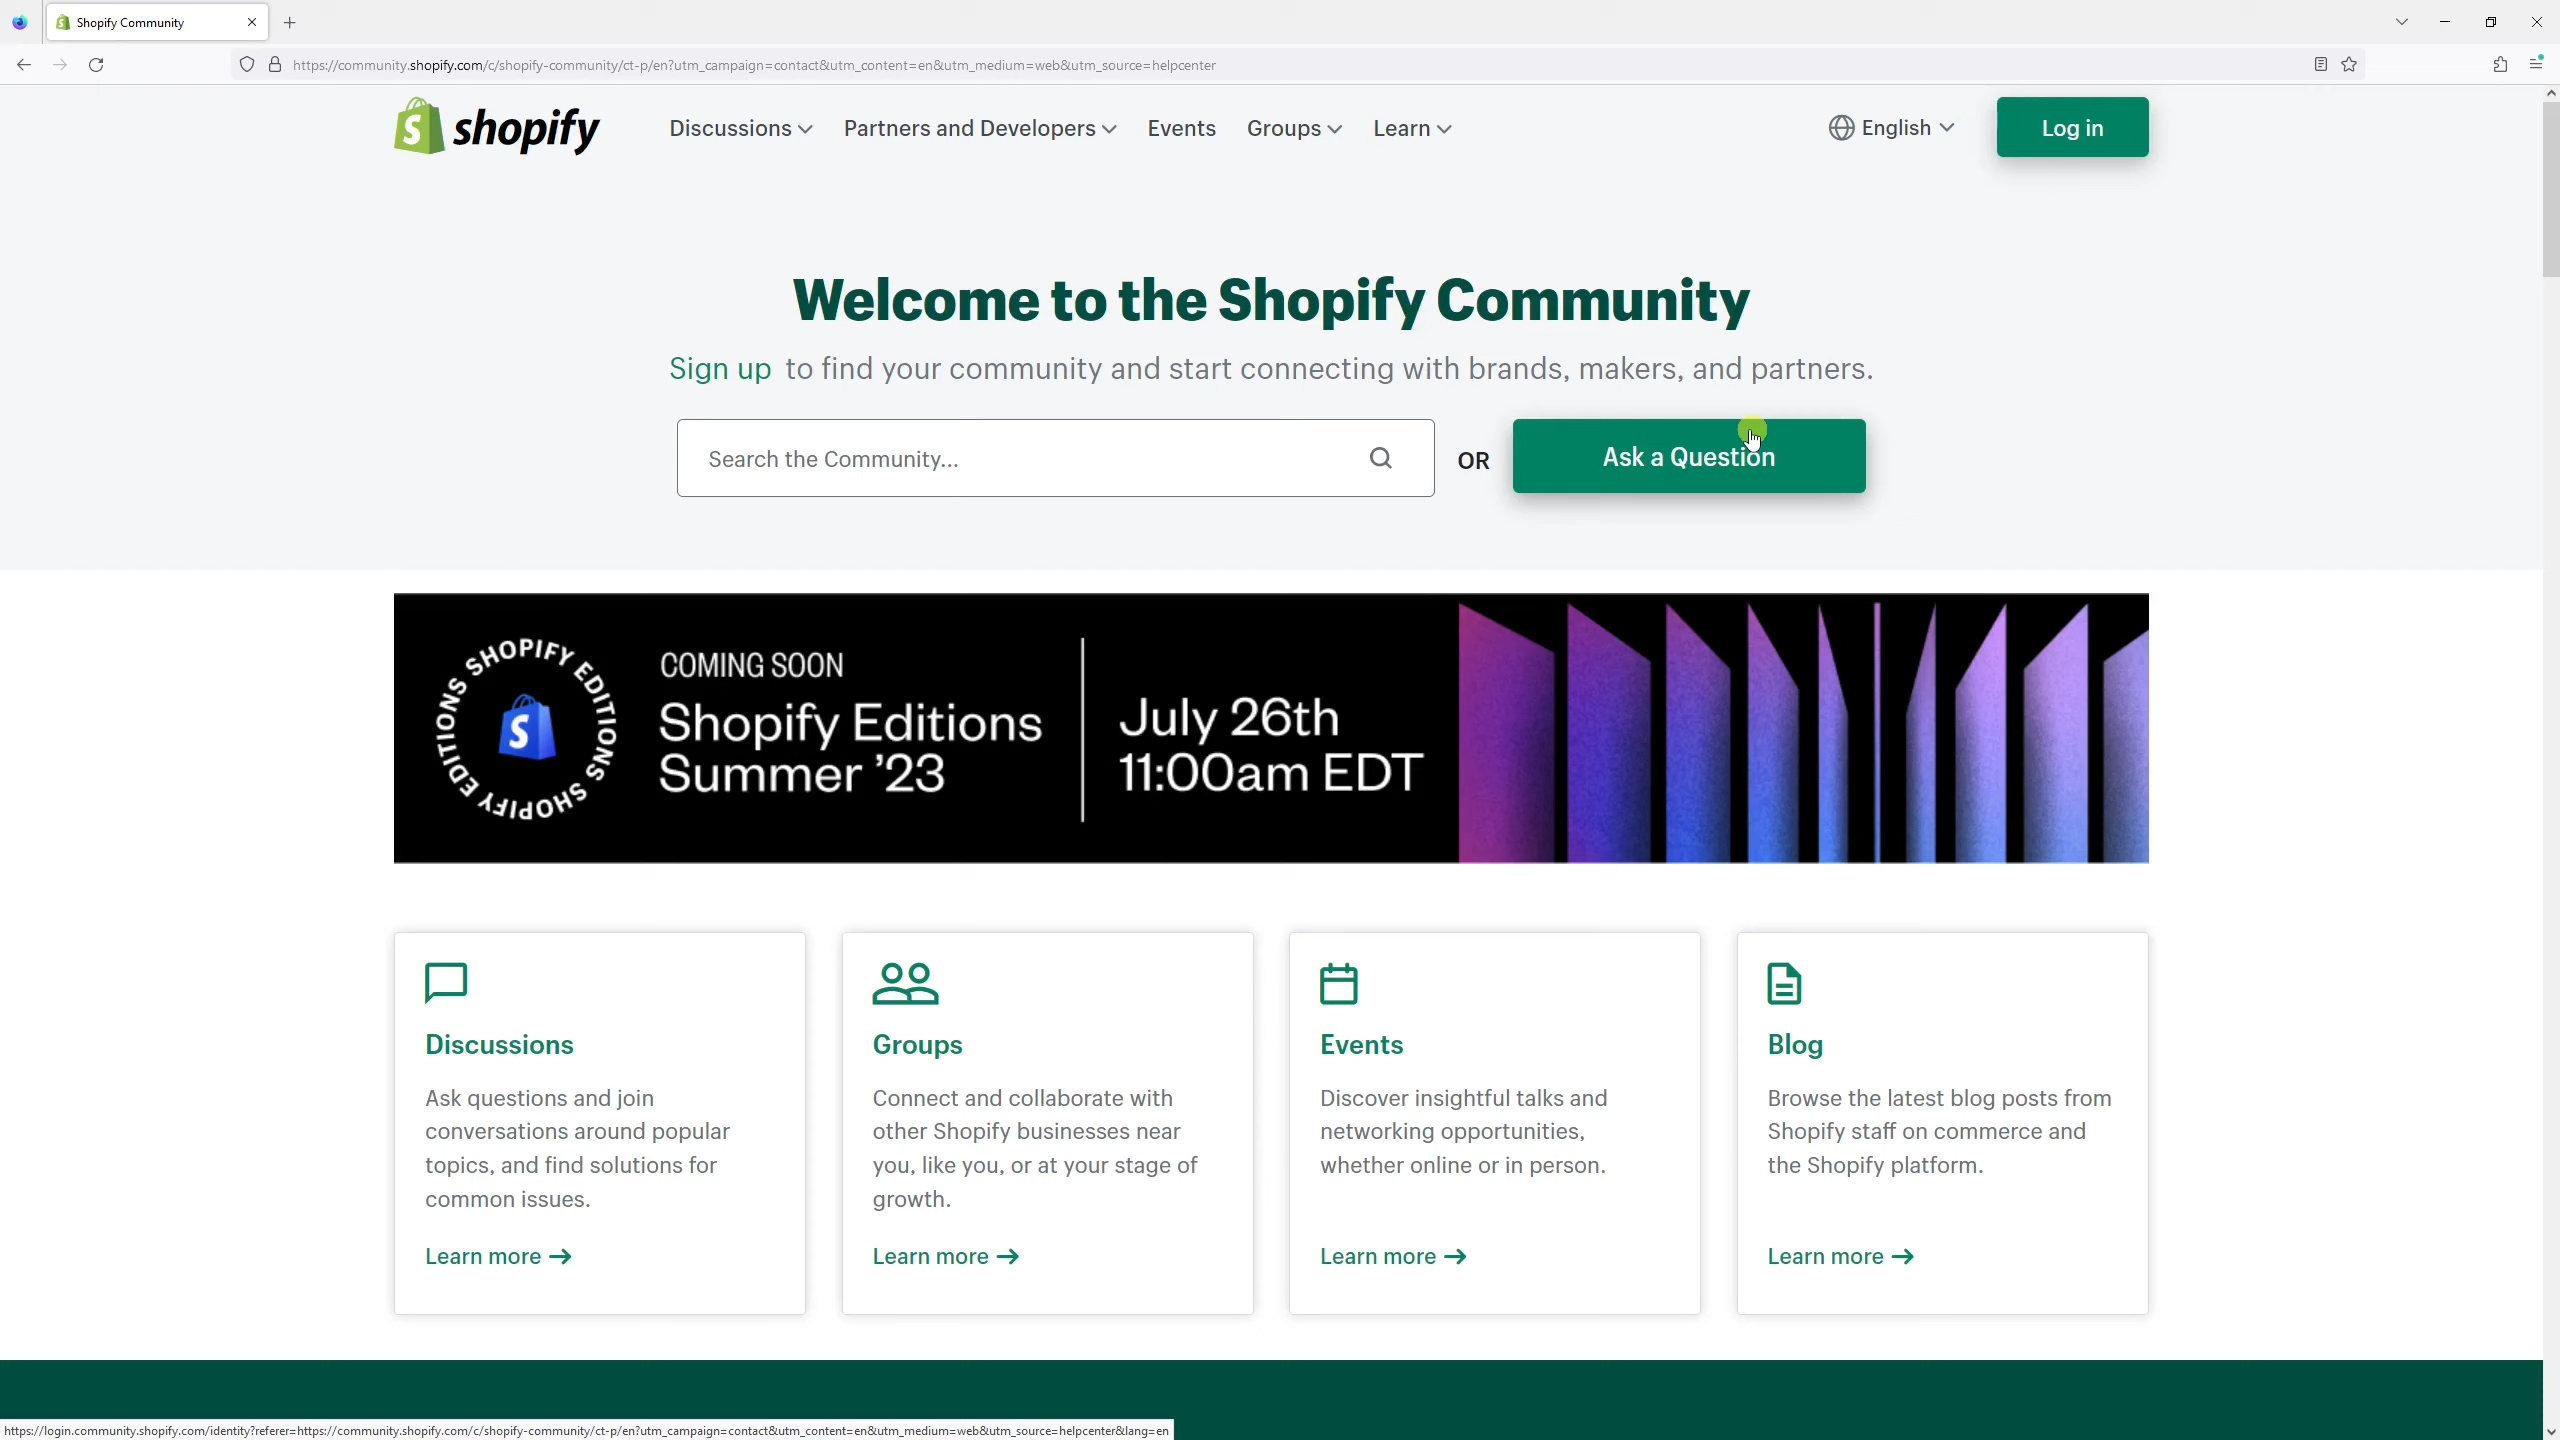 Shopify Community
https://community.shopify.com/c/shopify-community/ct-p/en?utm_campaign=contact&utm_content=en&utm_medium=web&utm_source=helpcenter
shopify
Discussions
Partners and Developers
Events
Groups
Learn
English
Log in
Welcome to the Shopify Community
Sign up to find your community and start connecting with brands, makers, and partners.
Search the Community...
OR
Ask a Question
SHOPIFY EDITIONS SHOPIFY EDITIONS
COMING SOON
Shopify Editions
Summer ’23
July 26th
11:00am EDT
Discussions
Ask questions and join
conversations around popular
topics, and find solutions for
common issues.
Learn more →
Groups
Connect and collaborate with
other Shopify businesses near
you, like you, or at your stage of
growth.
Learn more →
Events
Discover insightful talks and
networking opportunities,
whether online or in person.
Learn more →
Blog
Browse the latest blog posts from
Shopify staff on commerce and
the Shopify platform.
Learn more →
https://login.community.shopify.com/identity?referer=https://community.shopify.com/c/shopify-community/ct-p/en?utm_campaign=contact&utm_content=en&utm_medium=web&utm_source=helpcenter&lang=en